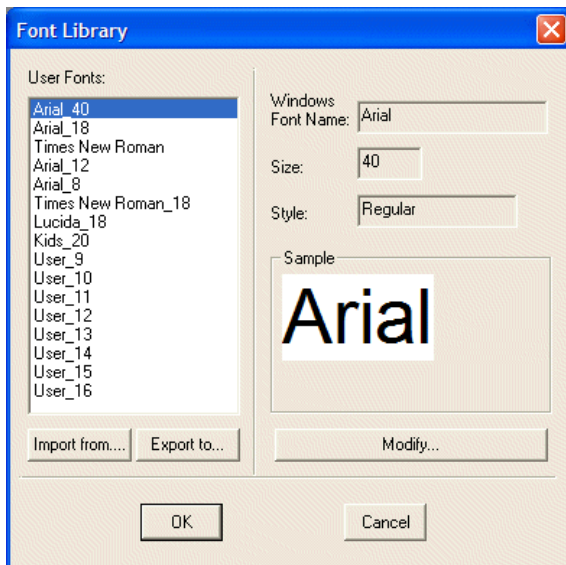 Font Library
User Fonts:
Arial_40
Arial_18
Times New Roman
Arial_12
Arial_8
Times New Roman_18
Lucida_18
Kids_20
User_9
User_10
User_11
User_12
User_13
User_14
User_15
User_16
Import from....
Export to...
Windows
Font Name: Arial
Size: 40
Style: Regular
Sample
Arial
Modify...
OK
Cancel